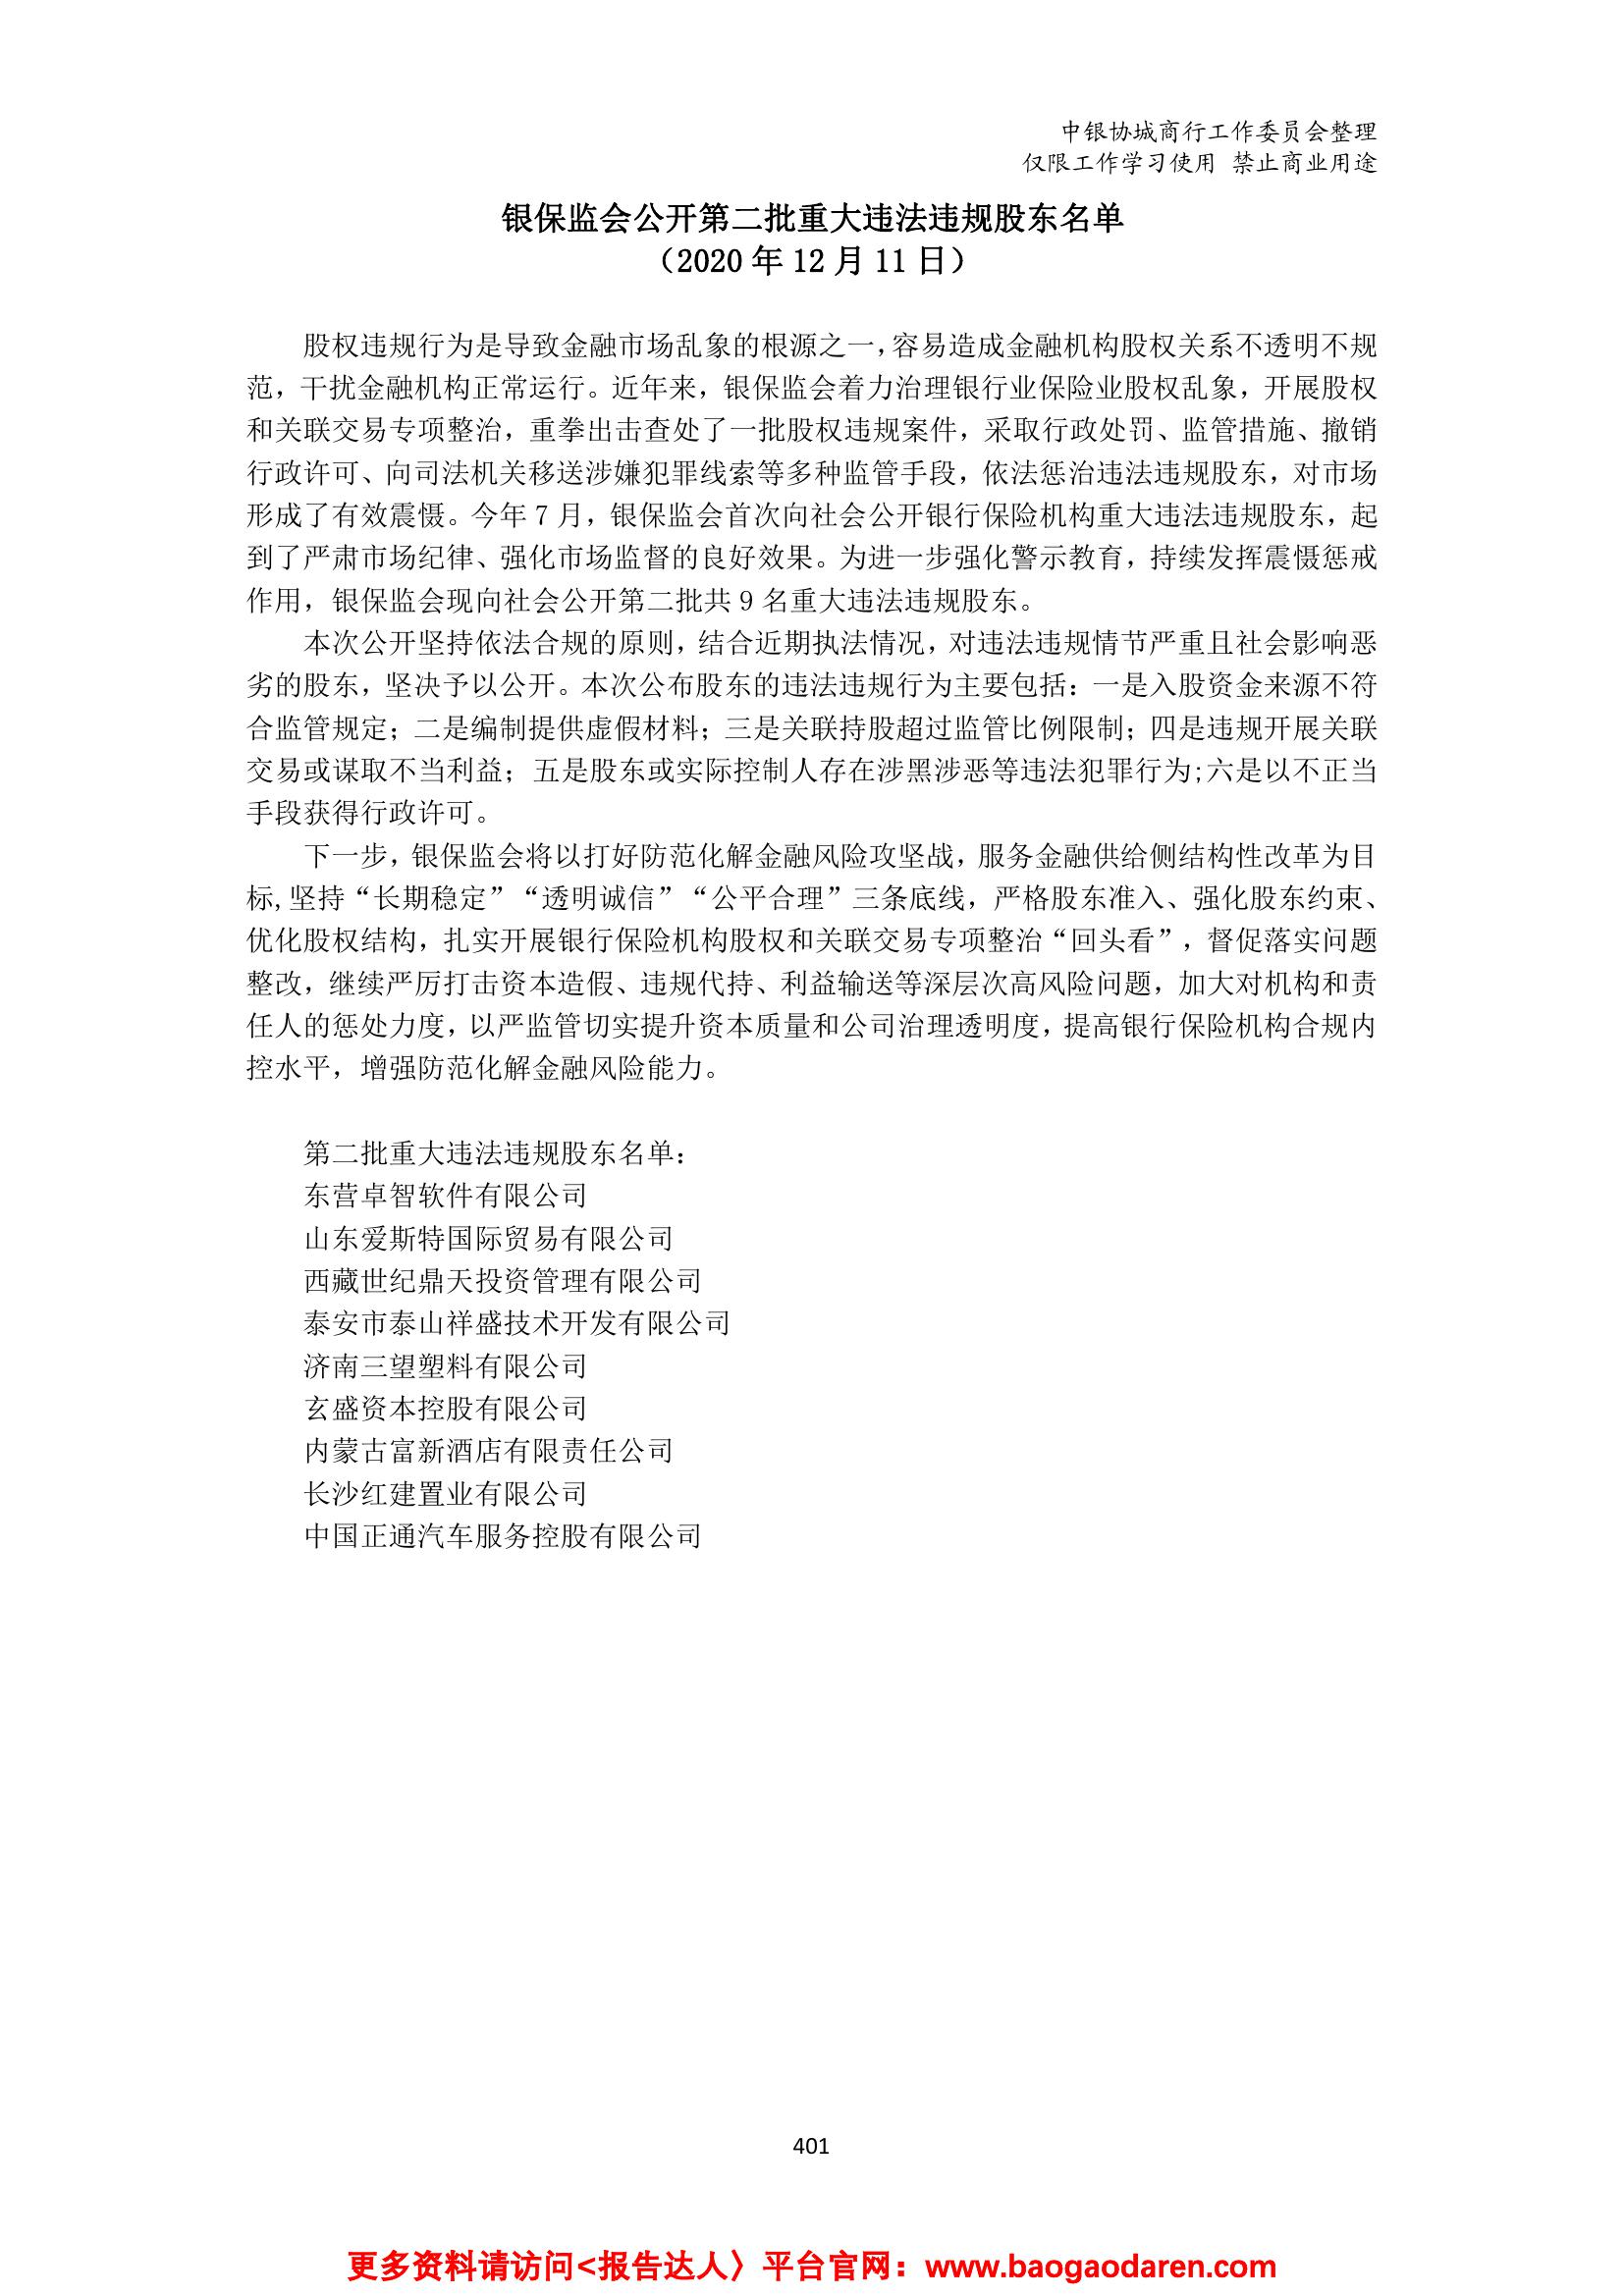 中银协城商行工作委员会整理
仅限工作学习使用 禁止商业用途
银保监会公开第二批重大违法违规股东名单
（2020 年 12 月 11 日）
股权违规行为是导致金融市场乱象的根源之一，容易造成金融机构股权关系不透明不规
范，干扰金融机构正常运行。近年来，银保监会着力治理银行业保险业股权乱象，开展股权
和关联交易专项整治，重拳出击查处了一批股权违规案件，采取行政处罚、监管措施、撤销
行政许可、向司法机关移送涉嫌犯罪线索等多种监管手段，依法惩治违法违规股东，对市场
形成了有效震慑。今年 7 月，银保监会首次向社会公开银行保险机构重大违法违规股东，起
到了严肃市场纪律、强化市场监督的良好效果。为进一步强化警示教育，持续发挥震慑惩戒
作用，银保监会现向社会公开第二批共 9 名重大违法违规股东。
本次公开坚持依法合规的原则，结合近期执法情况，对违法违规情节严重且社会影响恶
劣的股东，坚决予以公开。本次公布股东的违法违规行为主要包括：一是入股资金来源不符
合监管规定；二是编制提供虚假材料；三是关联持股超过监管比例限制；四是违规开展关联
交易或谋取不当利益；五是股东或实际控制人存在涉黑涉恶等违法犯罪行为;六是以不正当
手段获得行政许可。
下一步，银保监会将以打好防范化解金融风险攻坚战，服务金融供给侧结构性改革为目
标,坚持“长期稳定”“透明诚信”“公平合理”三条底线，严格股东准入、强化股东约束、
优化股权结构，扎实开展银行保险机构股权和关联交易专项整治“回头看”，督促落实问题
整改，继续严厉打击资本造假、违规代持、利益输送等深层次高风险问题，加大对机构和责
任人的惩处力度，以严监管切实提升资本质量和公司治理透明度，提高银行保险机构合规内
控水平，增强防范化解金融风险能力。
第二批重大违法违规股东名单：
东营卓智软件有限公司
山东爱斯特国际贸易有限公司
西藏世纪鼎天投资管理有限公司
泰安市泰山祥盛技术开发有限公司
济南三望塑料有限公司
玄盛资本控股有限公司
内蒙古富新酒店有限责任公司
长沙红建置业有限公司
中国正通汽车服务控股有限公司
401
更多资料请访问<报告达人〉平台官网：www.baogaodaren.com